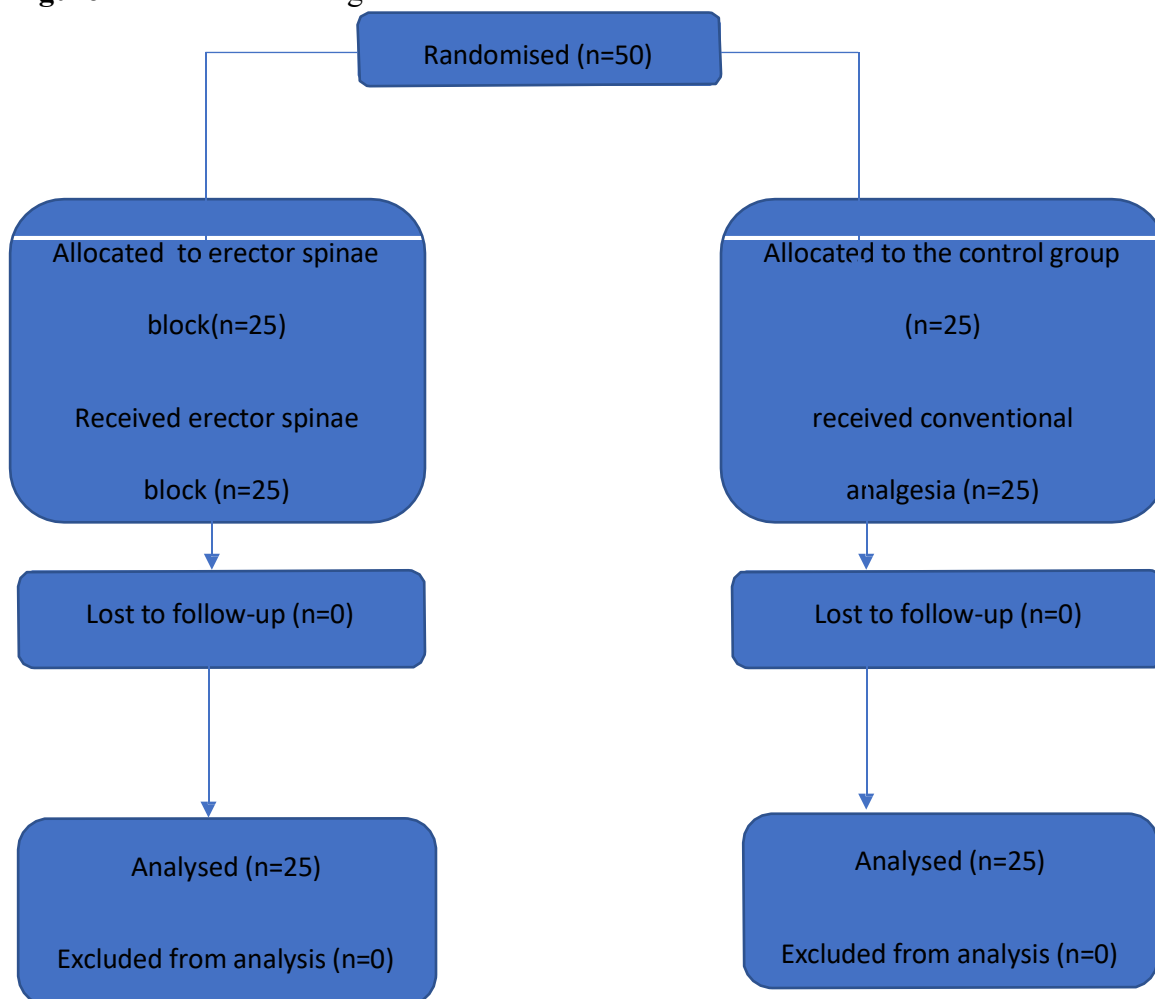 Randomised (n=50)
Allocated to erector spinae
block(n=25)
Received erector spinae
block (n=25)
Allocated to the control group
(n=25)
received conventional
analgesia (n=25)
Lost to follow-up (n=0)
Lost to follow-up (n=0)
Analysed (n=25)
Excluded from analysis (n=0)
Analysed (n=25)
Excluded from analysis (n=0)